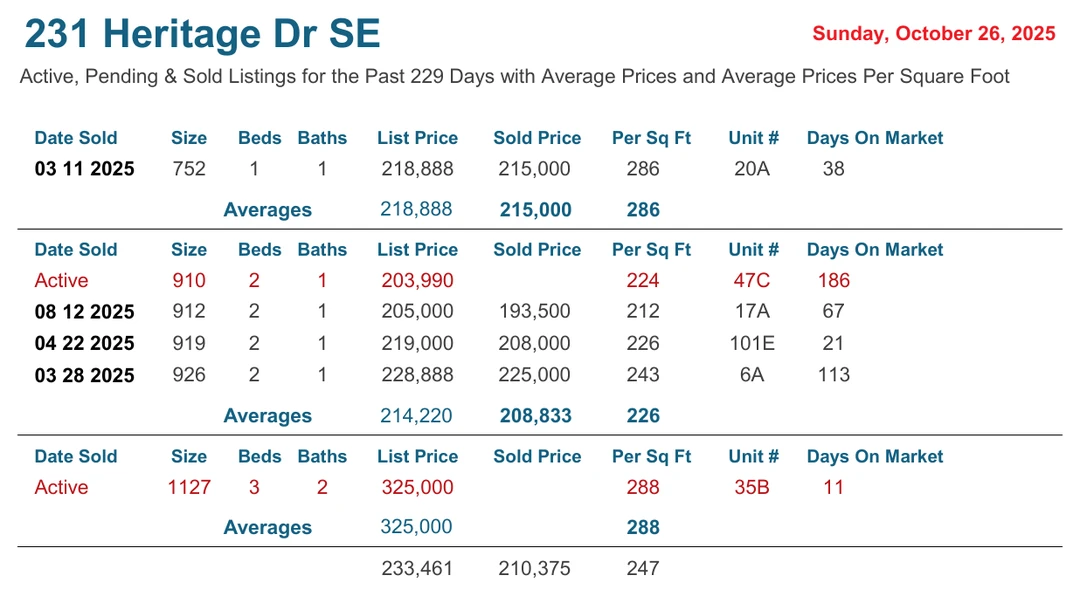 231 Heritage Dr SE Sunday, October 26, 2025
Active, Pending & Sold Listings for the Past 229 Days with Average Prices and Average Prices Per Square Foot
Date Sold Size Beds Baths List Price Sold Price Per Sq Ft Unit # Days On Market
03 11 2025 752 1 1 218,888 215,000 286 20A 38
Averages 218,888 215,000 286
Date Sold Size Beds Baths List Price Sold Price Per Sq Ft Unit # Days On Market
Active 910 2 1 203,990 224 47C 186
08 12 2025 912 2 1 205,000 193,500 212 17A 67
04 22 2025 919 2 1 219,000 208,000 226 101E 21
03 28 2025 926 2 1 228,888 225,000 243 6A 113
Averages 214,220 208,833 226
Date Sold Size Beds Baths List Price Sold Price Per Sq Ft Unit # Days On Market
Active 1127 3 2 325,000 288 35B 11
Averages 325,000 288
233,461 210,375 247